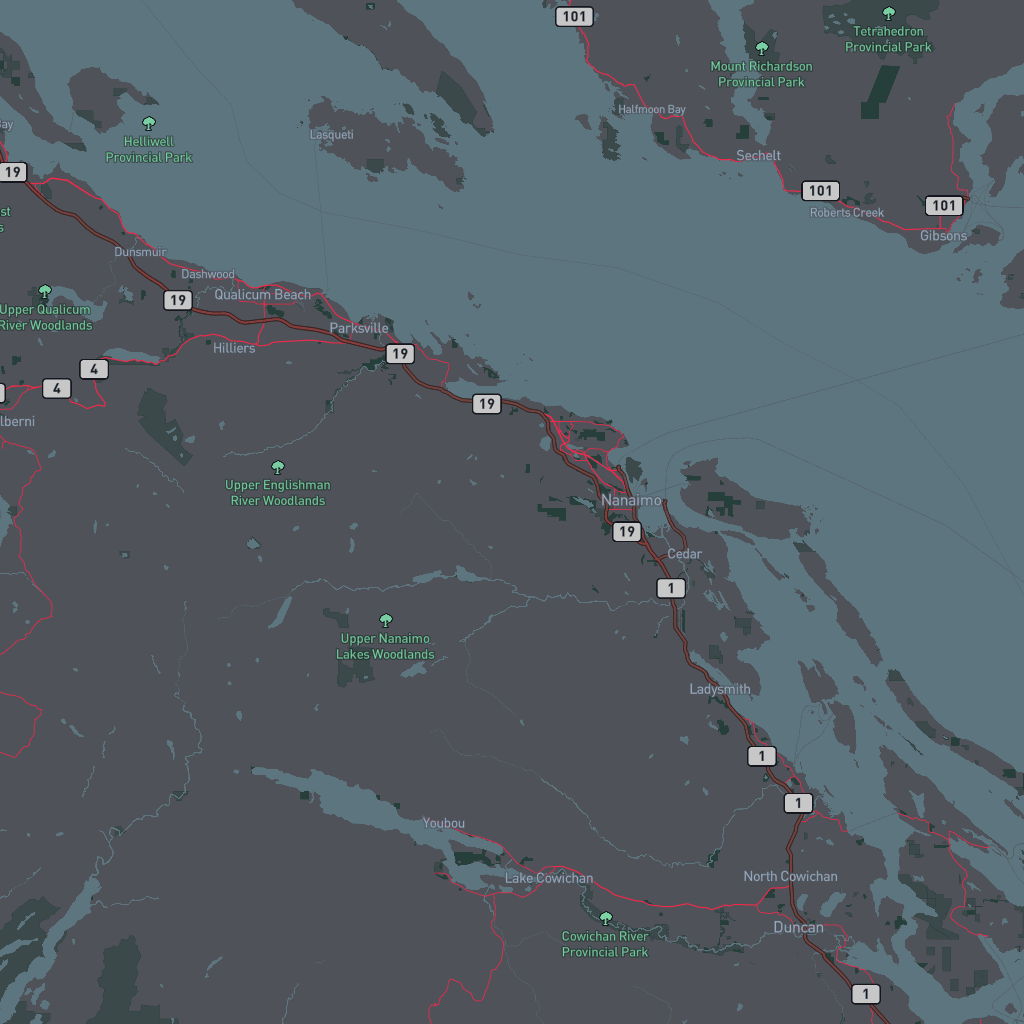 101
Tetrahedron
Provincial Park
Mount Richardson
Provincial Park
Halfmoon Bay
Lasqueti
Helliwell
Provincial Park
Bay
19
Sechelt
101
Roberts Creek
101
Gibsons
st
s
Dunsmuir
Dashwood
Qualicum Beach
Upper Qualicum
River Woodlands
19
Parksville
Hilliers
19
4
4
19
lberni
Upper Englishman
River Woodlands
Nanaimo
19
Cedar
1
Upper Nanaimo
Lakes Woodlands
Ladysmith
1
1
Youbou
Lake Cowichan
North Cowichan
Cowichan River
Provincial Park
Duncan
1